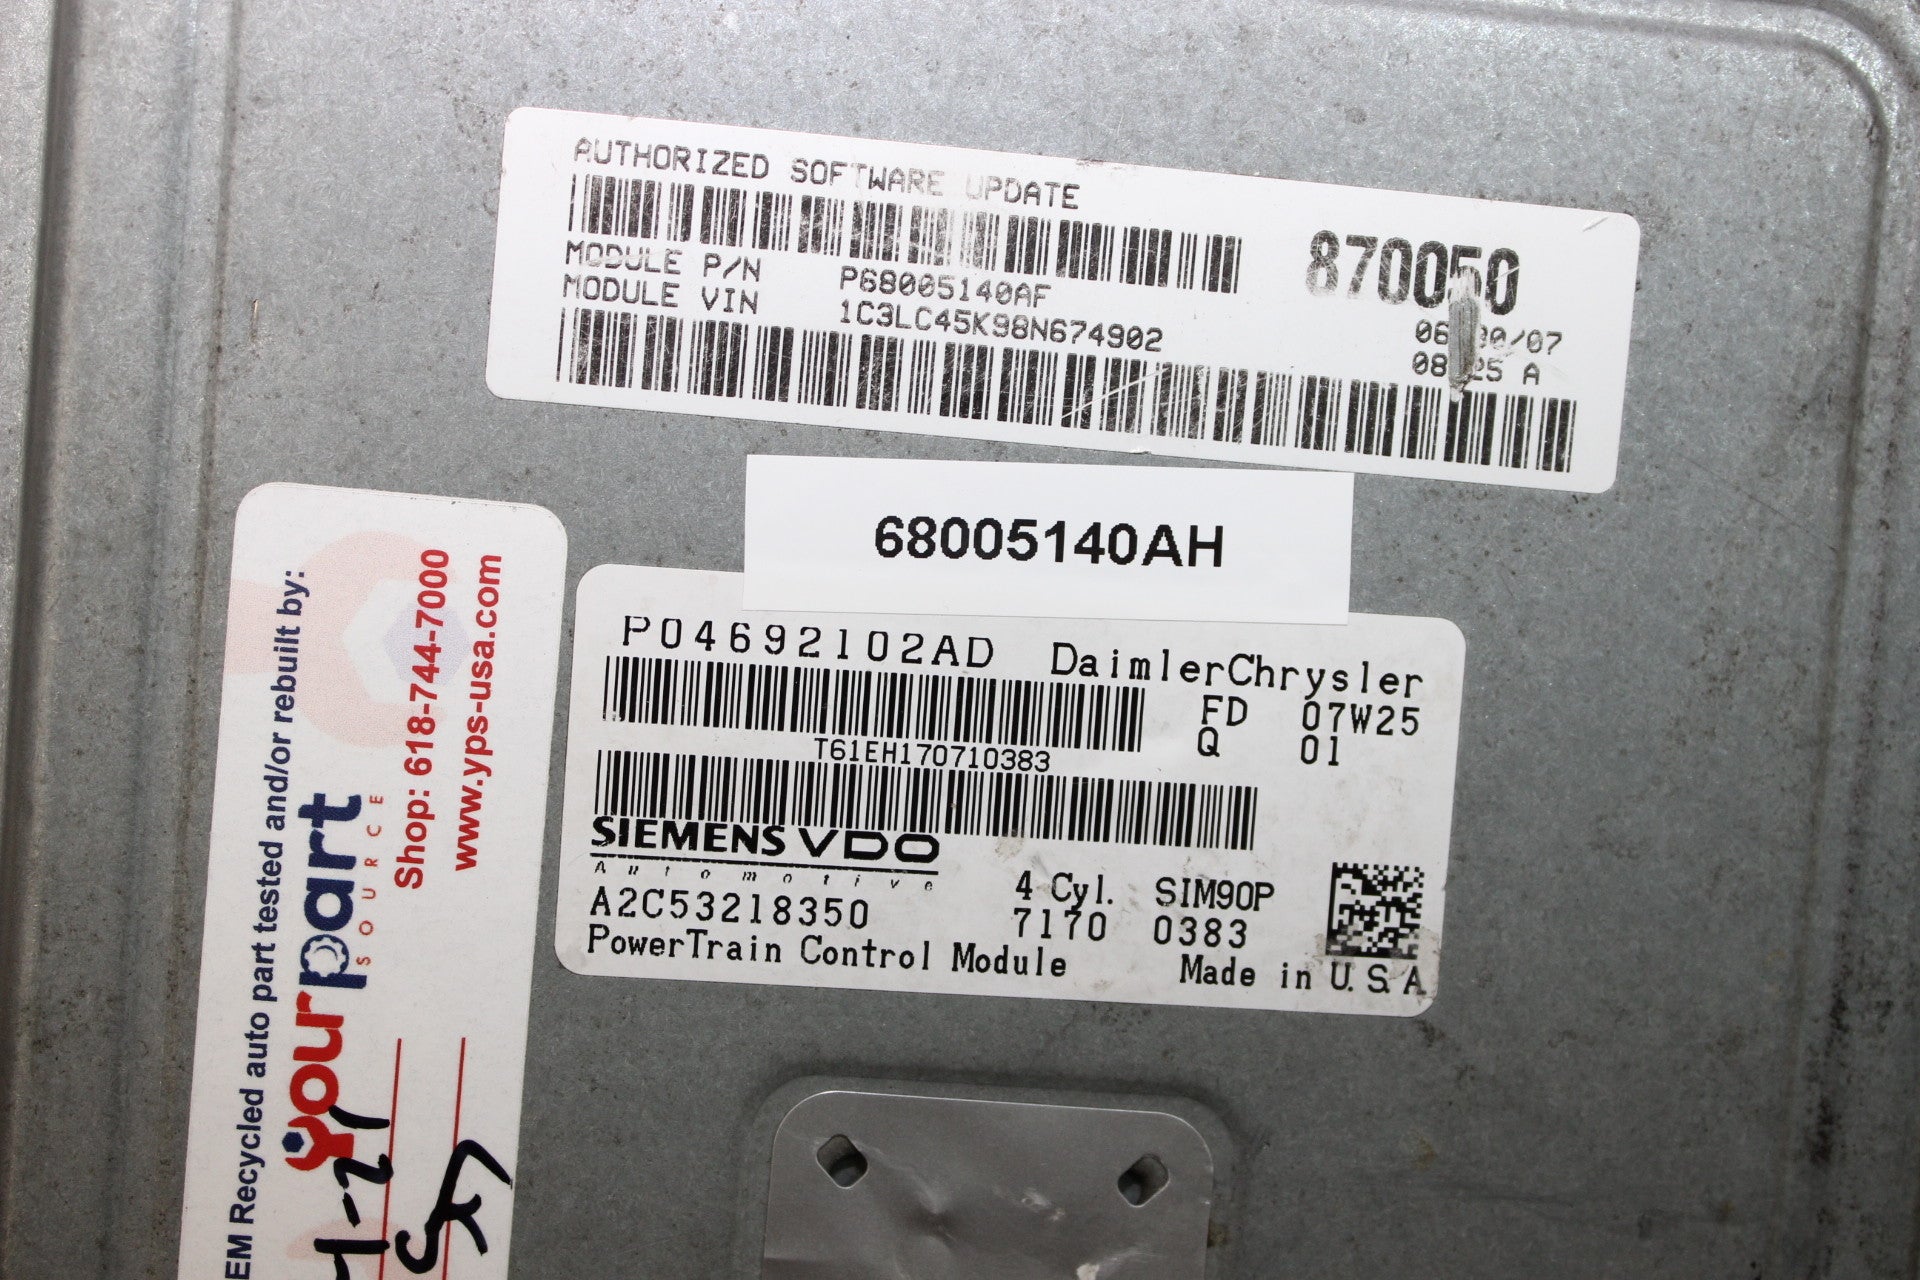 AUTHORIZED SOFTWARE UPDATE
870050
MODULE P/N P68005140AF
MODULE VIN 1C3LC45K98N674902
68005140AH
P04692102AD DaimlerChrysler
FD 07W25
Q 01
T61EH170710383
SIEMENS VDO
Automotive
4 Cyl. SIM90P
A2C53218350 7170 0383
PowerTrain Control Module Made in U.S.A
EM Recycled auto part tested and/or rebuilt by:
yourpart
SOURCE
Shop: 618-744-7000
www.yps-usa.com